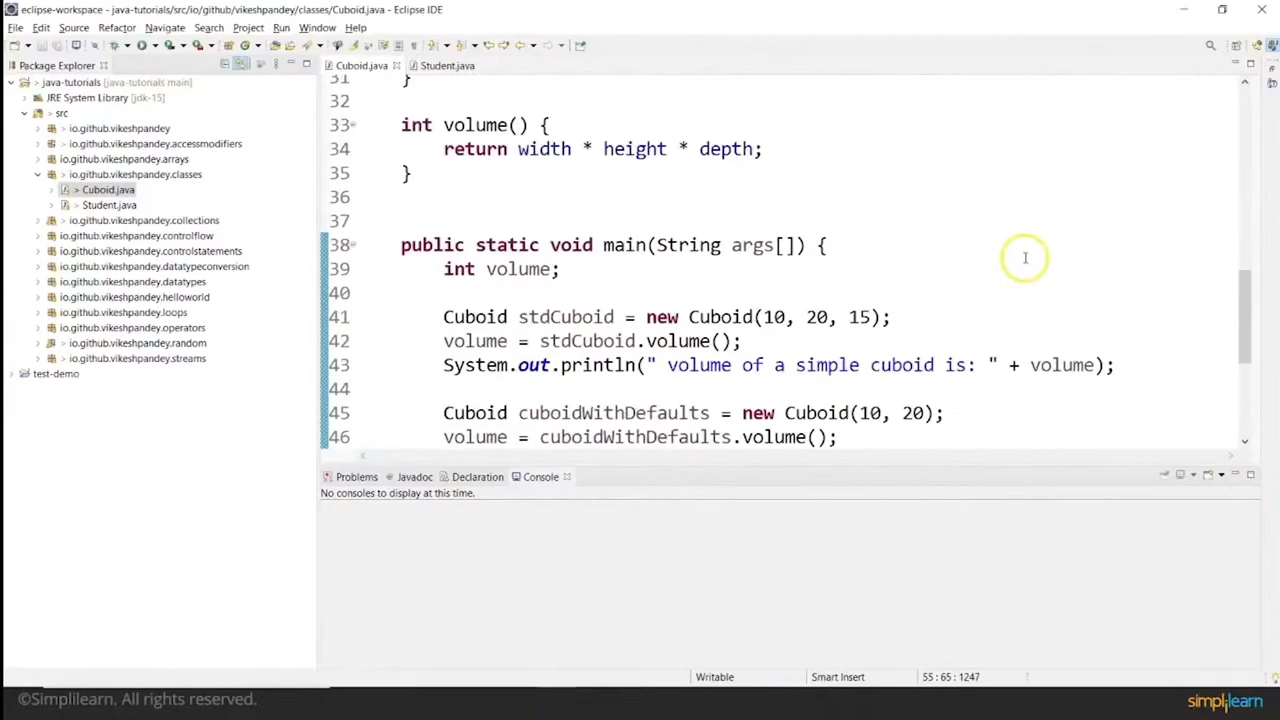 eclipse-workspace - java-tutorials/src/io/github/vikeshpandey/classes/Cuboid.java - Eclipse IDE
File Edit Source Refactor Navigate Search Project Run Window Help
Package Explorer
Cuboid.java
Student.java
> java-tutorials [java-tutorials main]
JRE System Library [jdk-15]
> src
> io.github.vikeshpandey
> io.github.vikeshpandey.accessmodifiers
io.github.vikeshpandey.arrays
> io.github.vikeshpandey.classes
> Cuboid.java
> Student.java
> io.github.vikeshpandey.collections
> io.github.vikeshpandey.controlflow
> io.github.vikeshpandey.controlstatements
> io.github.vikeshpandey.datatypeconversion
> io.github.vikeshpandey.datatypes
> io.github.vikeshpandey.helloworld
> io.github.vikeshpandey.loops
> io.github.vikeshpandey.operators
> io.github.vikeshpandey.random
> io.github.vikeshpandey.streams
> test-demo
31 }
32
33 int volume() {
34 return width * height * depth;
35 }
36
37
38 public static void main(String args[]) {
39 int volume;
40
41 Cuboid stdCuboid = new Cuboid(10, 20, 15);
42 volume = stdCuboid.volume();
43 System.out.println(" volume of a simple cuboid is: " + volume);
44
45 Cuboid cuboidWithDefaults = new Cuboid(10, 20);
46 volume = cuboidWithDefaults.volume();
Problems Javadoc Declaration Console
No consoles to display at this time.
Writable Smart Insert 55 : 65 : 1247
©Simplilearn. All rights reserved.
simplilearn